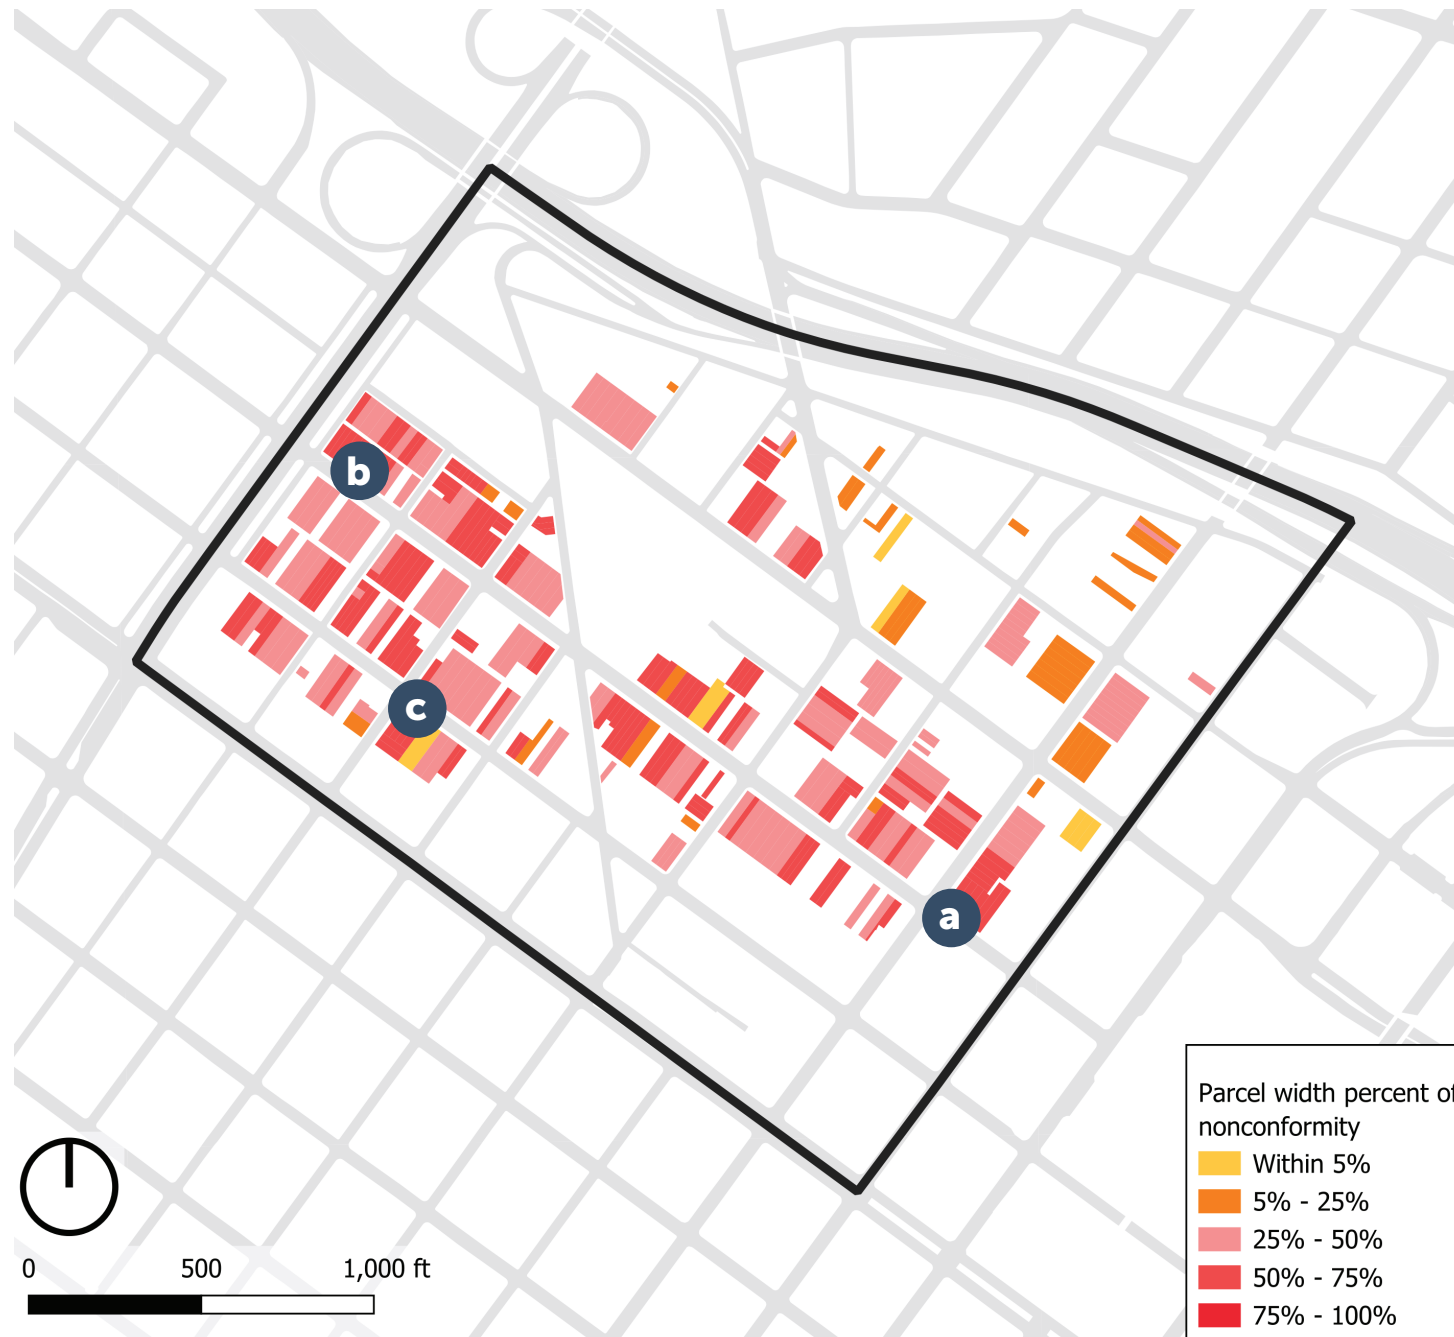 b
c
a
Parcel width percent of
nonconformity
Within 5%
5% - 25%
25% - 50%
50% - 75%
75% - 100%
0 500 1,000 ft